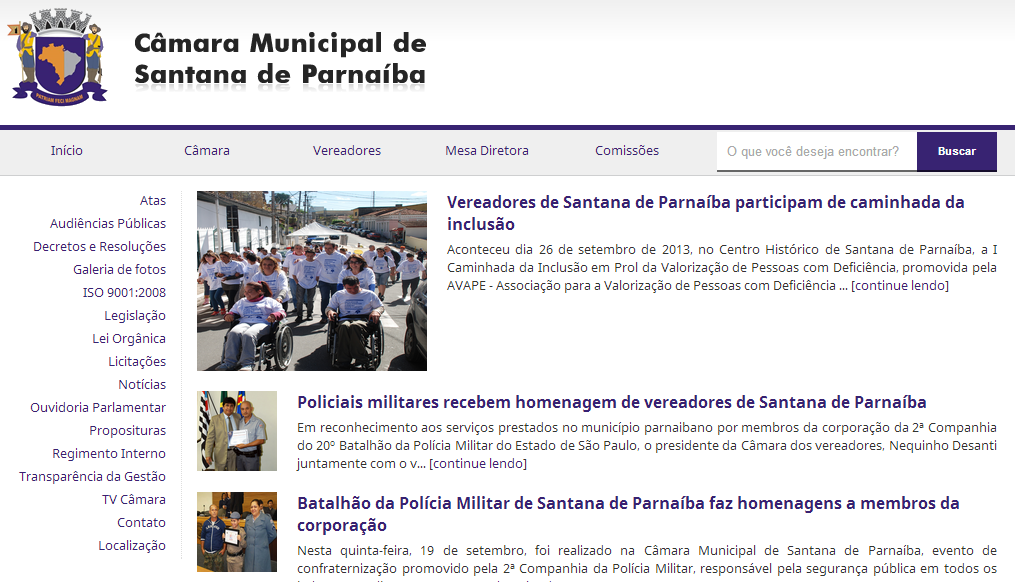 PATRIAM FECI MAGNAM
Câmara Municipal de
Santana de Parnaíba
Início
Câmara
Vereadores
Mesa Diretora
Comissões
O que você deseja encontrar?
Buscar
Atas
Audiências Públicas
Decretos e Resoluções
Galeria de fotos
ISO 9001:2008
Legislação
Lei Orgânica
Licitações
Notícias
Ouvidoria Parlamentar
Proposituras
Regimento Interno
Transparência da Gestão
TV Câmara
Contato
Localização
Vereadores de Santana de Parnaíba participam de caminhada da
inclusão
Aconteceu dia 26 de setembro de 2013, no Centro Histórico de Santana de Parnaíba, a I
Caminhada da Inclusão em Prol da Valorização de Pessoas com Deficiência, promovida pela
AVAPE - Associação para a Valorização de Pessoas com Deficiência ... [continue lendo]
Policiais militares recebem homenagem de vereadores de Santana de Parnaíba
Em reconhecimento aos serviços prestados no município parnaibano por membros da corporação da 2ª Companhia
do 20º Batalhão da Polícia Militar do Estado de São Paulo, o presidente da Câmara dos vereadores, Nequinho Desanti
juntamente com o v... [continue lendo]
Batalhão da Polícia Militar de Santana de Parnaíba faz homenagens a membros da
corporação
Nesta quinta-feira, 19 de setembro, foi realizado na Câmara Municipal de Santana de Parnaíba, evento de
confraternização promovido pela 2ª Companhia da Polícia Militar, responsável pela segurança pública em todos os